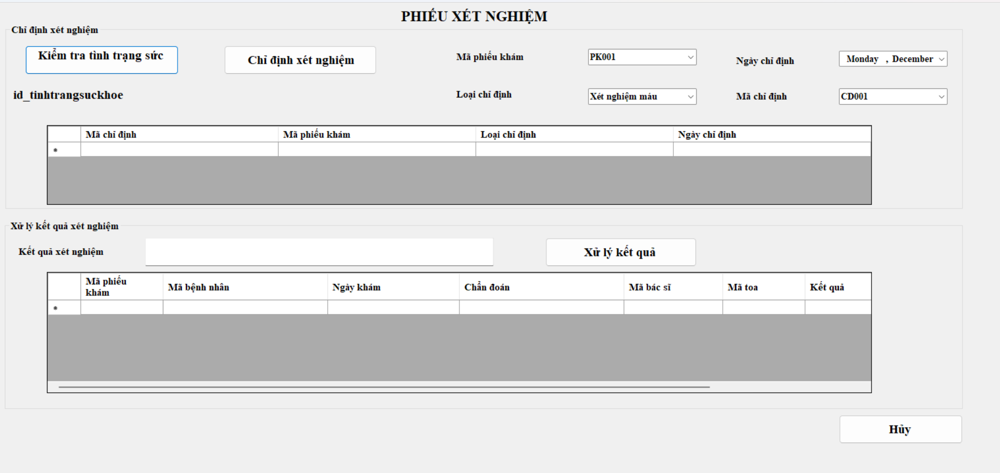 PHIẾU XÉT NGHIỆM
Chỉ định xét nghiệm
Kiểm tra tình trạng sức
Chỉ định xét nghiệm
Mã phiếu khám
PK001
Ngày chỉ định
Monday , December
id_tinhtrangsuckhoe
Loại chỉ định
Xét nghiệm máu
Mã chỉ định
CD001
Mã chỉ định
Mã phiếu khám
Loại chỉ định
Ngày chỉ định
Xử lý kết quả xét nghiệm
Kết quả xét nghiệm
Xử lý kết quả
Mã phiếu
khám
Mã bệnh nhân
Ngày khám
Chẩn đoán
Mã bác sĩ
Mã toa
Kết quả
Hủy